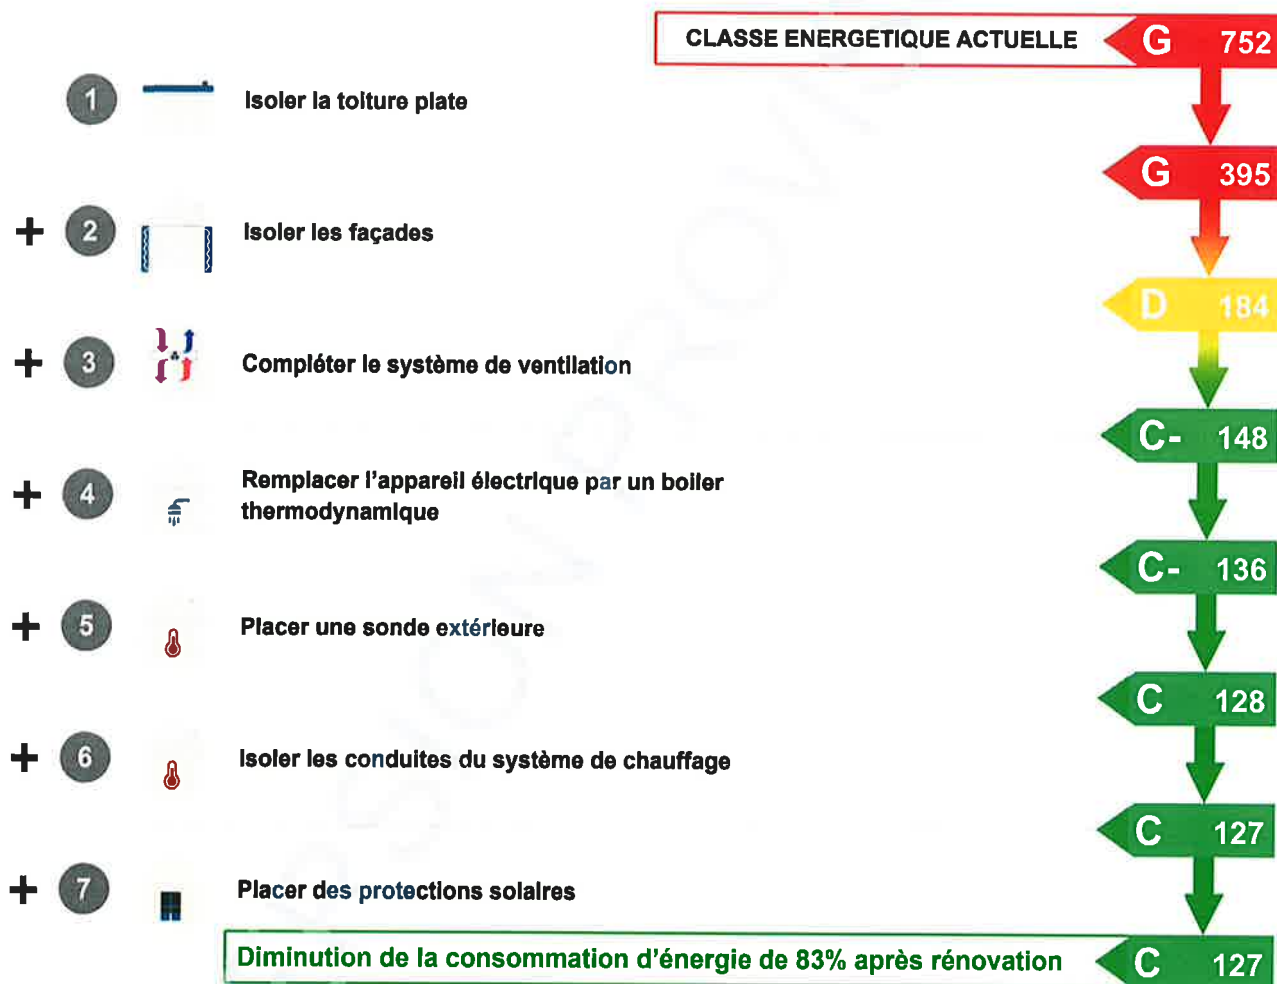 CLASSE ENERGETIQUE ACTUELLE G 752
1 Isoler la toiture plate
G 395
+ 2 Isoler les façades
D 184
+ 3 Compléter le système de ventilation
C- 148
+ 4 Remplacer l'appareil électrique par un boiler
thermodynamique
C- 136
+ 5 Placer une sonde extérieure
C 128
+ 6 Isoler les conduites du système de chauffage
C 127
+ 7 Placer des protections solaires
Diminution de la consommation d'énergie de 83% après rénovation C 127